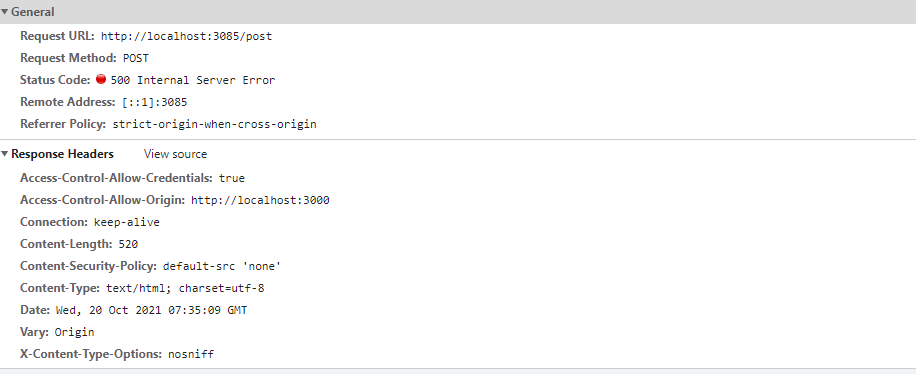 General
Request URL: http://localhost:3085/post
Request Method: POST
Status Code: 500 Internal Server Error
Remote Address: [::1]:3085
Referrer Policy: strict-origin-when-cross-origin
Response Headers View source
Access-Control-Allow-Credentials: true
Access-Control-Allow-Origin: http://localhost:3000
Connection: keep-alive
Content-Length: 520
Content-Security-Policy: default-src 'none'
Content-Type: text/html; charset=utf-8
Date: Wed, 20 Oct 2021 07:35:09 GMT
Vary: Origin
X-Content-Type-Options: nosniff